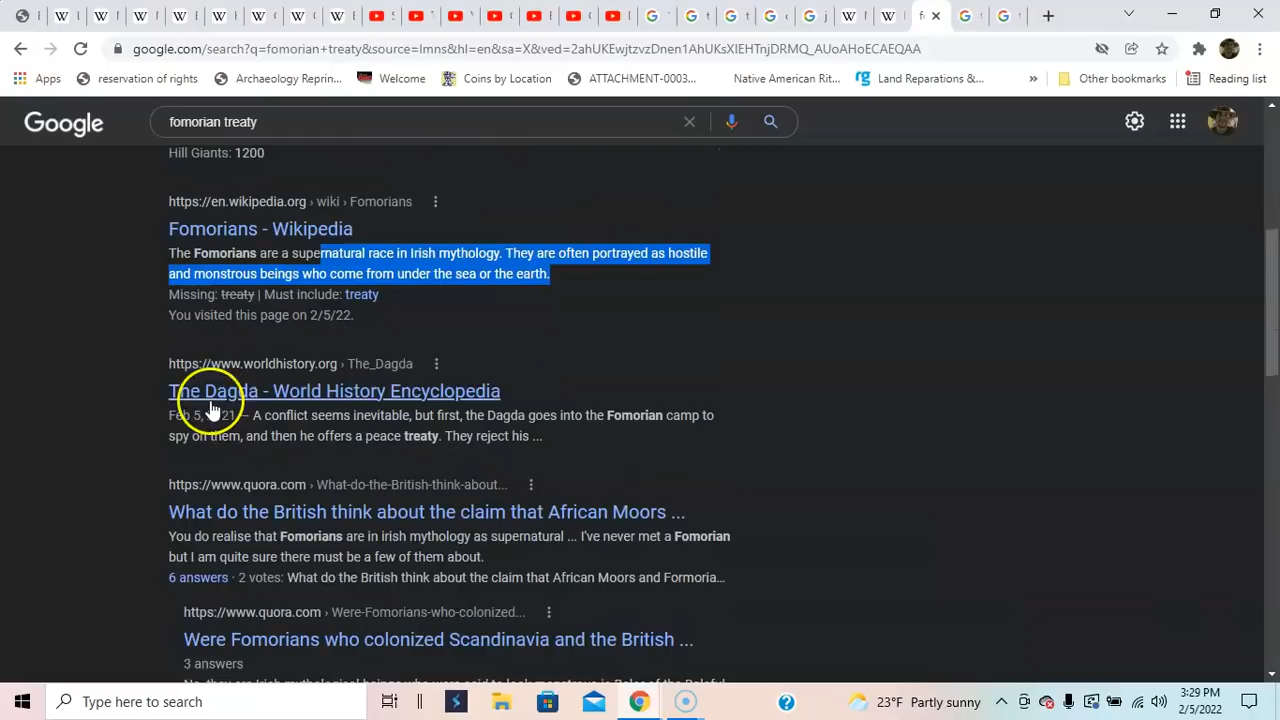 google.com/search?q=fomorian+treaty&source=lmns&hl=en&sa=X&ved=2ahUKEwjtzvzDnen1AhUKsXIEHTnjDRMQ_AUoAHoECAEQAA
Apps reservation of rights Archaeology Reprin... Welcome Coins by Location ATTACHMENT-0003... Native American Rit... Land Reparations &... » Other bookmarks Reading list
Google fomorian treaty
Hill Giants: 1200
https://en.wikipedia.org › wiki › Fomorians
Fomorians - Wikipedia
The Fomorians are a supernatural race in Irish mythology. They are often portrayed as hostile
and monstrous beings who come from under the sea or the earth.
Missing: treaty | Must include: treaty
You visited this page on 2/5/22.
https://www.worldhistory.org › The_Dagda
The Dagda - World History Encyclopedia
Feb 5, 2021 — A conflict seems inevitable, but first, the Dagda goes into the Fomorian camp to
spy on them, and then he offers a peace treaty. They reject his ...
https://www.quora.com › What-do-the-British-think-about...
What do the British think about the claim that African Moors ...
You do realise that Fomorians are in irish mythology as supernatural ... I've never met a Fomorian
but I am quite sure there must be a few of them about.
6 answers · 2 votes: What do the British think about the claim that African Moors and Formoria...
https://www.quora.com › Were-Fomorians-who-colonized...
Were Fomorians who colonized Scandinavia and the British ...
3 answers
Type here to search
23°F Partly sunny
3:29 PM
2/5/2022